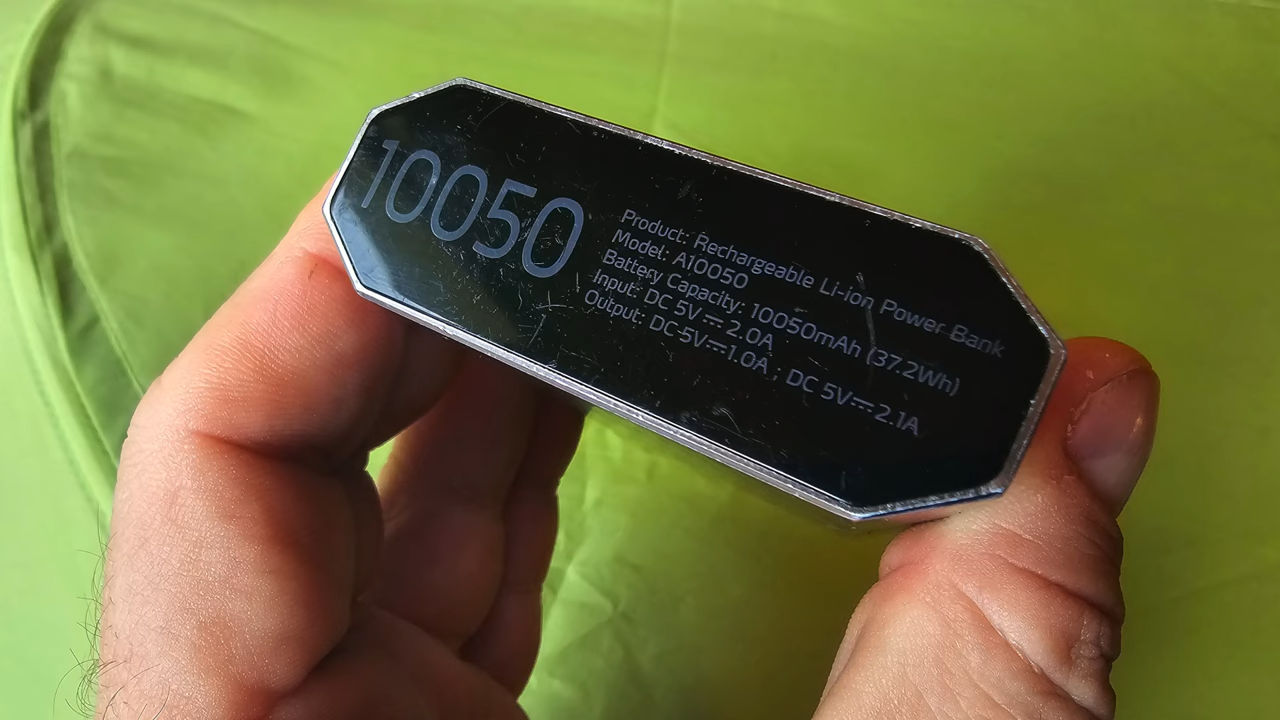 10050
Product: Rechargeable Li-ion Power Bank
Model: A10050
Battery Capacity: 10050mAh (37.2Wh)
Input: DC 5V⎓2.0A
Output: DC 5V⎓1.0A ; DC 5V⎓2.1A